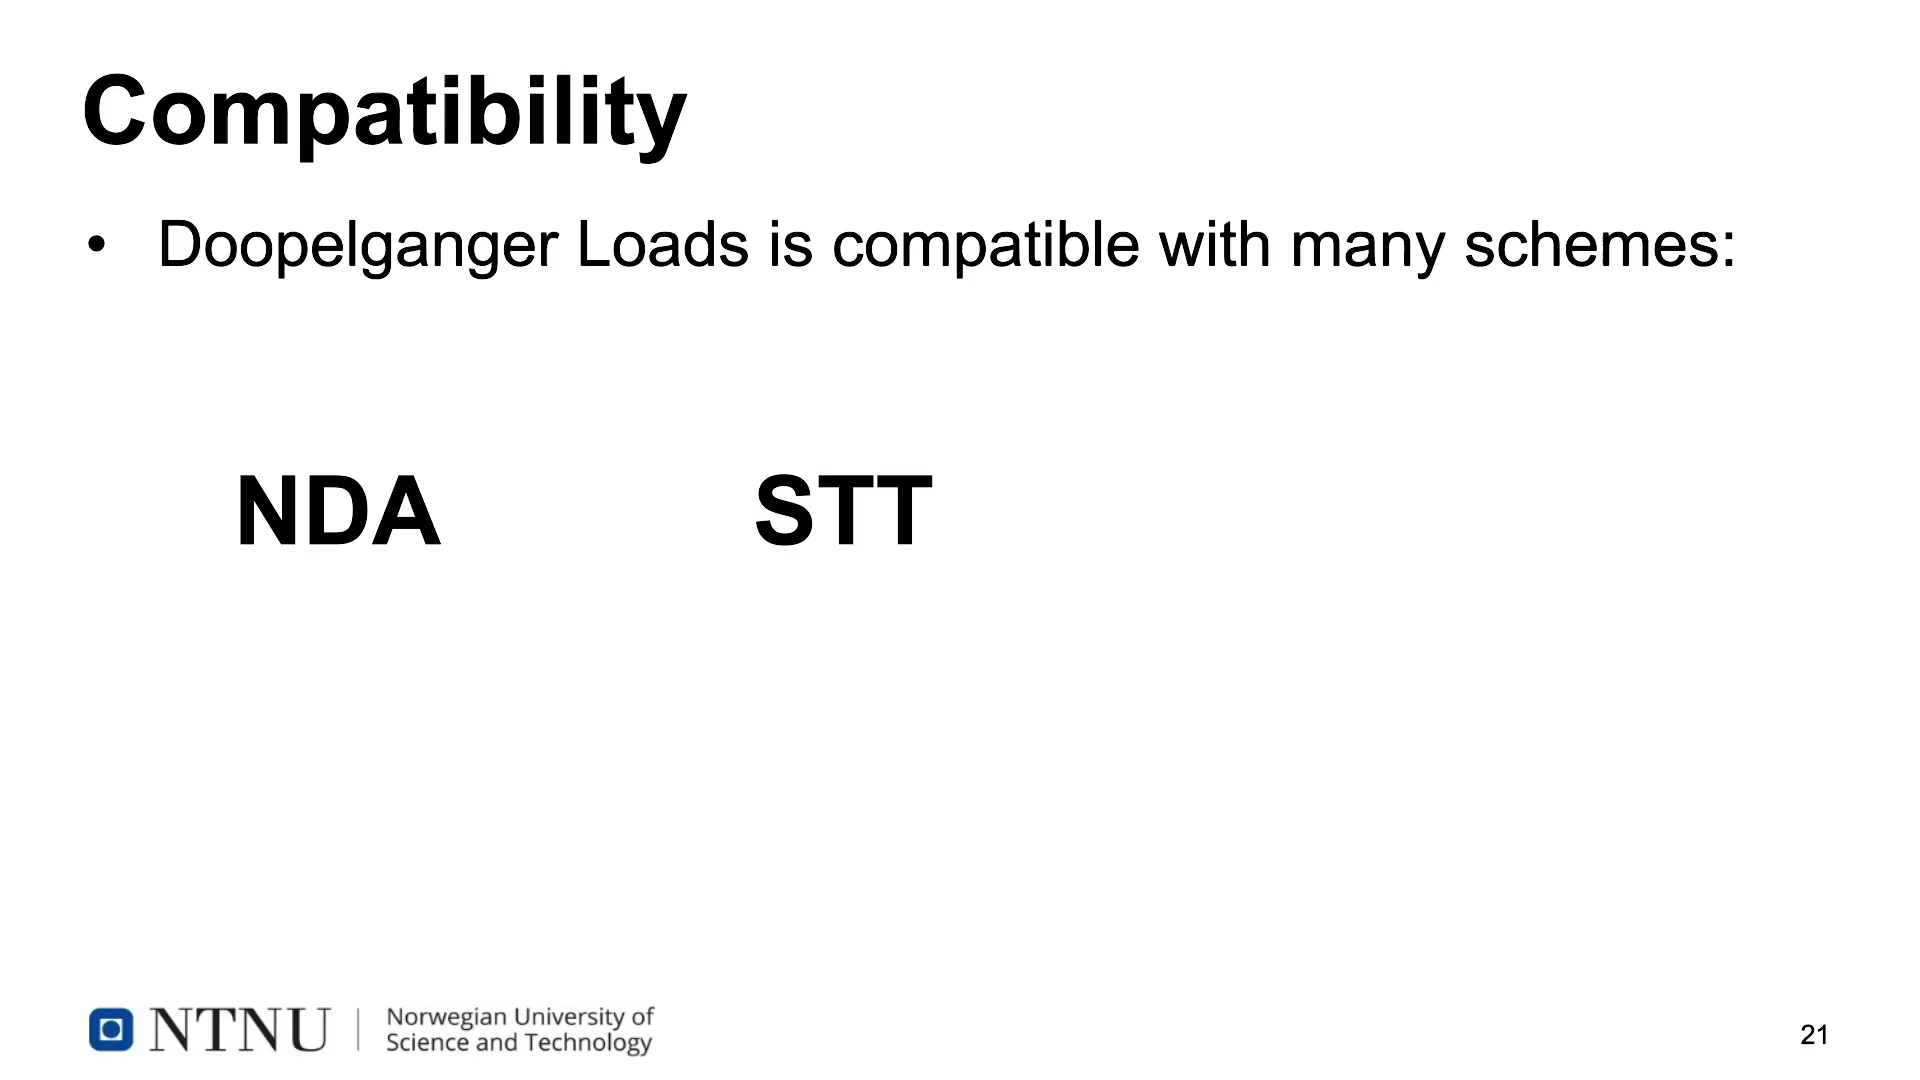 Compatibility
• Doopelganger Loads is compatible with many schemes:
NDA STT
NTNU | Norwegian University of
Science and Technology
21